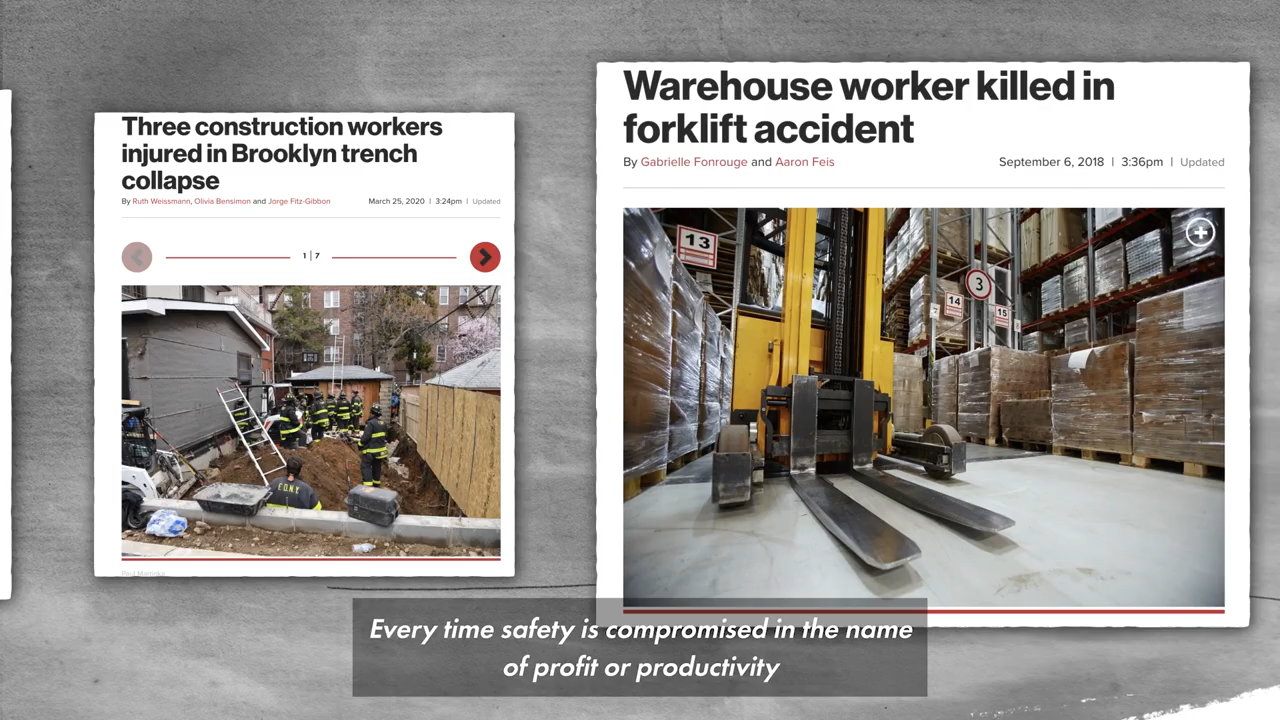 Three construction workers
injured in Brooklyn trench
collapse
By Ruth Weissmann, Olivia Bensimon and Jorge Fitz-Gibbon
March 25, 2020 | 3:24pm | Updated
1 | 7
F.D.N.Y.
Warehouse worker killed in
forklift accident
By Gabrielle Fonrouge and Aaron Feis
September 6, 2018 | 3:36pm | Updated
13
3
14
15
7
Every time safety is compromised in the name
of profit or productivity